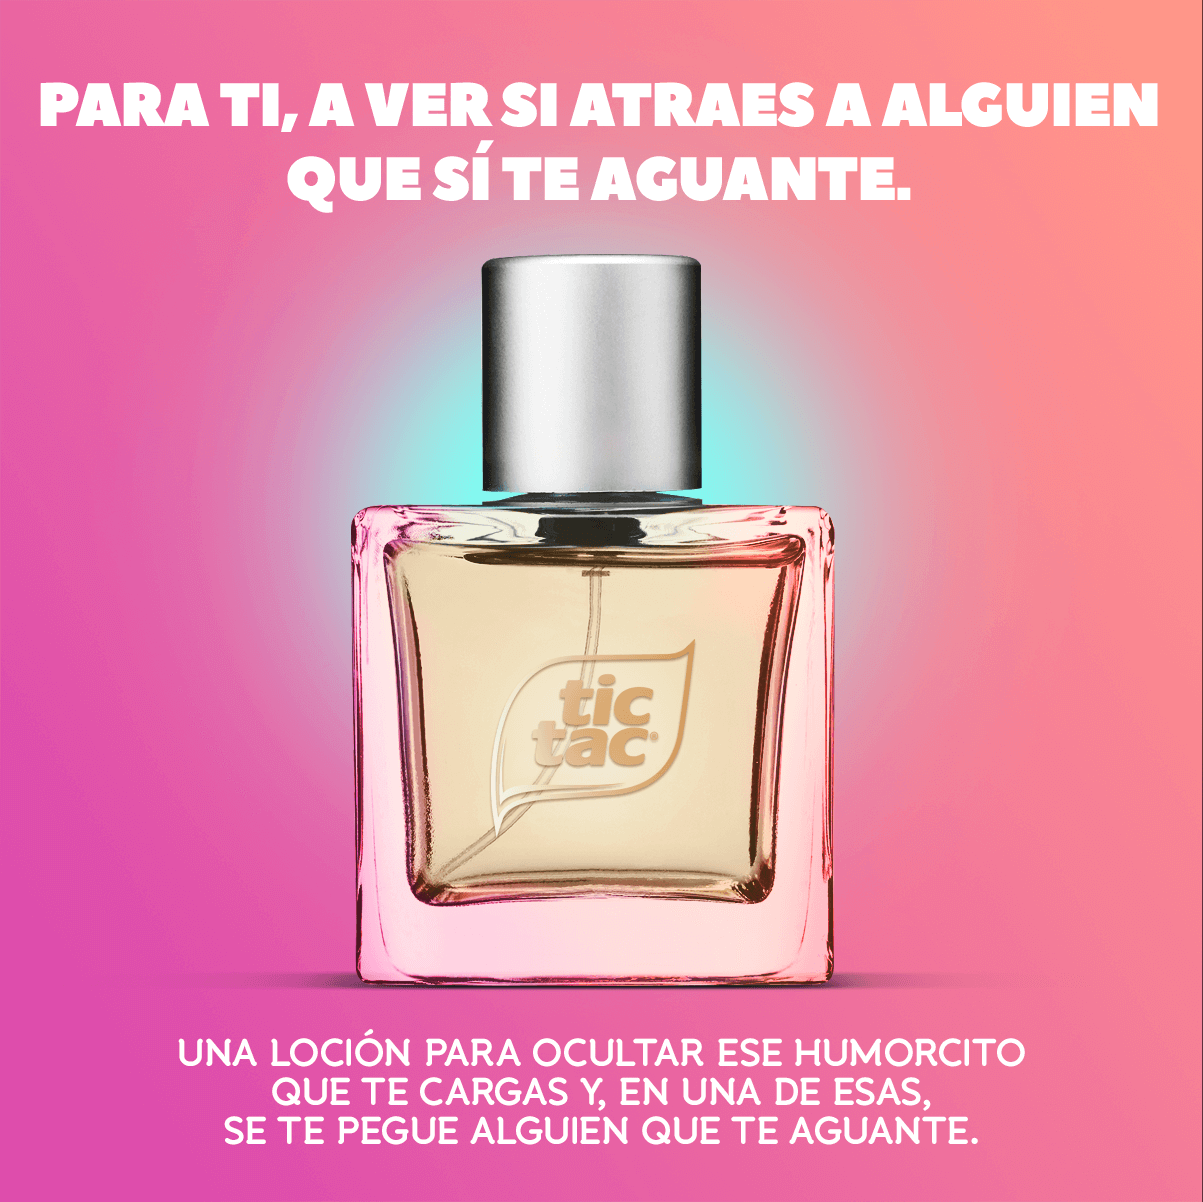 PARA TI, A VER SI ATRAES A ALGUIEN
QUE SÍ TE AGUANTE.
tic
tac®
UNA LOCIÓN PARA OCULTAR ESE HUMORCITO
QUE TE CARGAS Y, EN UNA DE ESAS,
SE TE PEGUE ALGUIEN QUE TE AGUANTE.